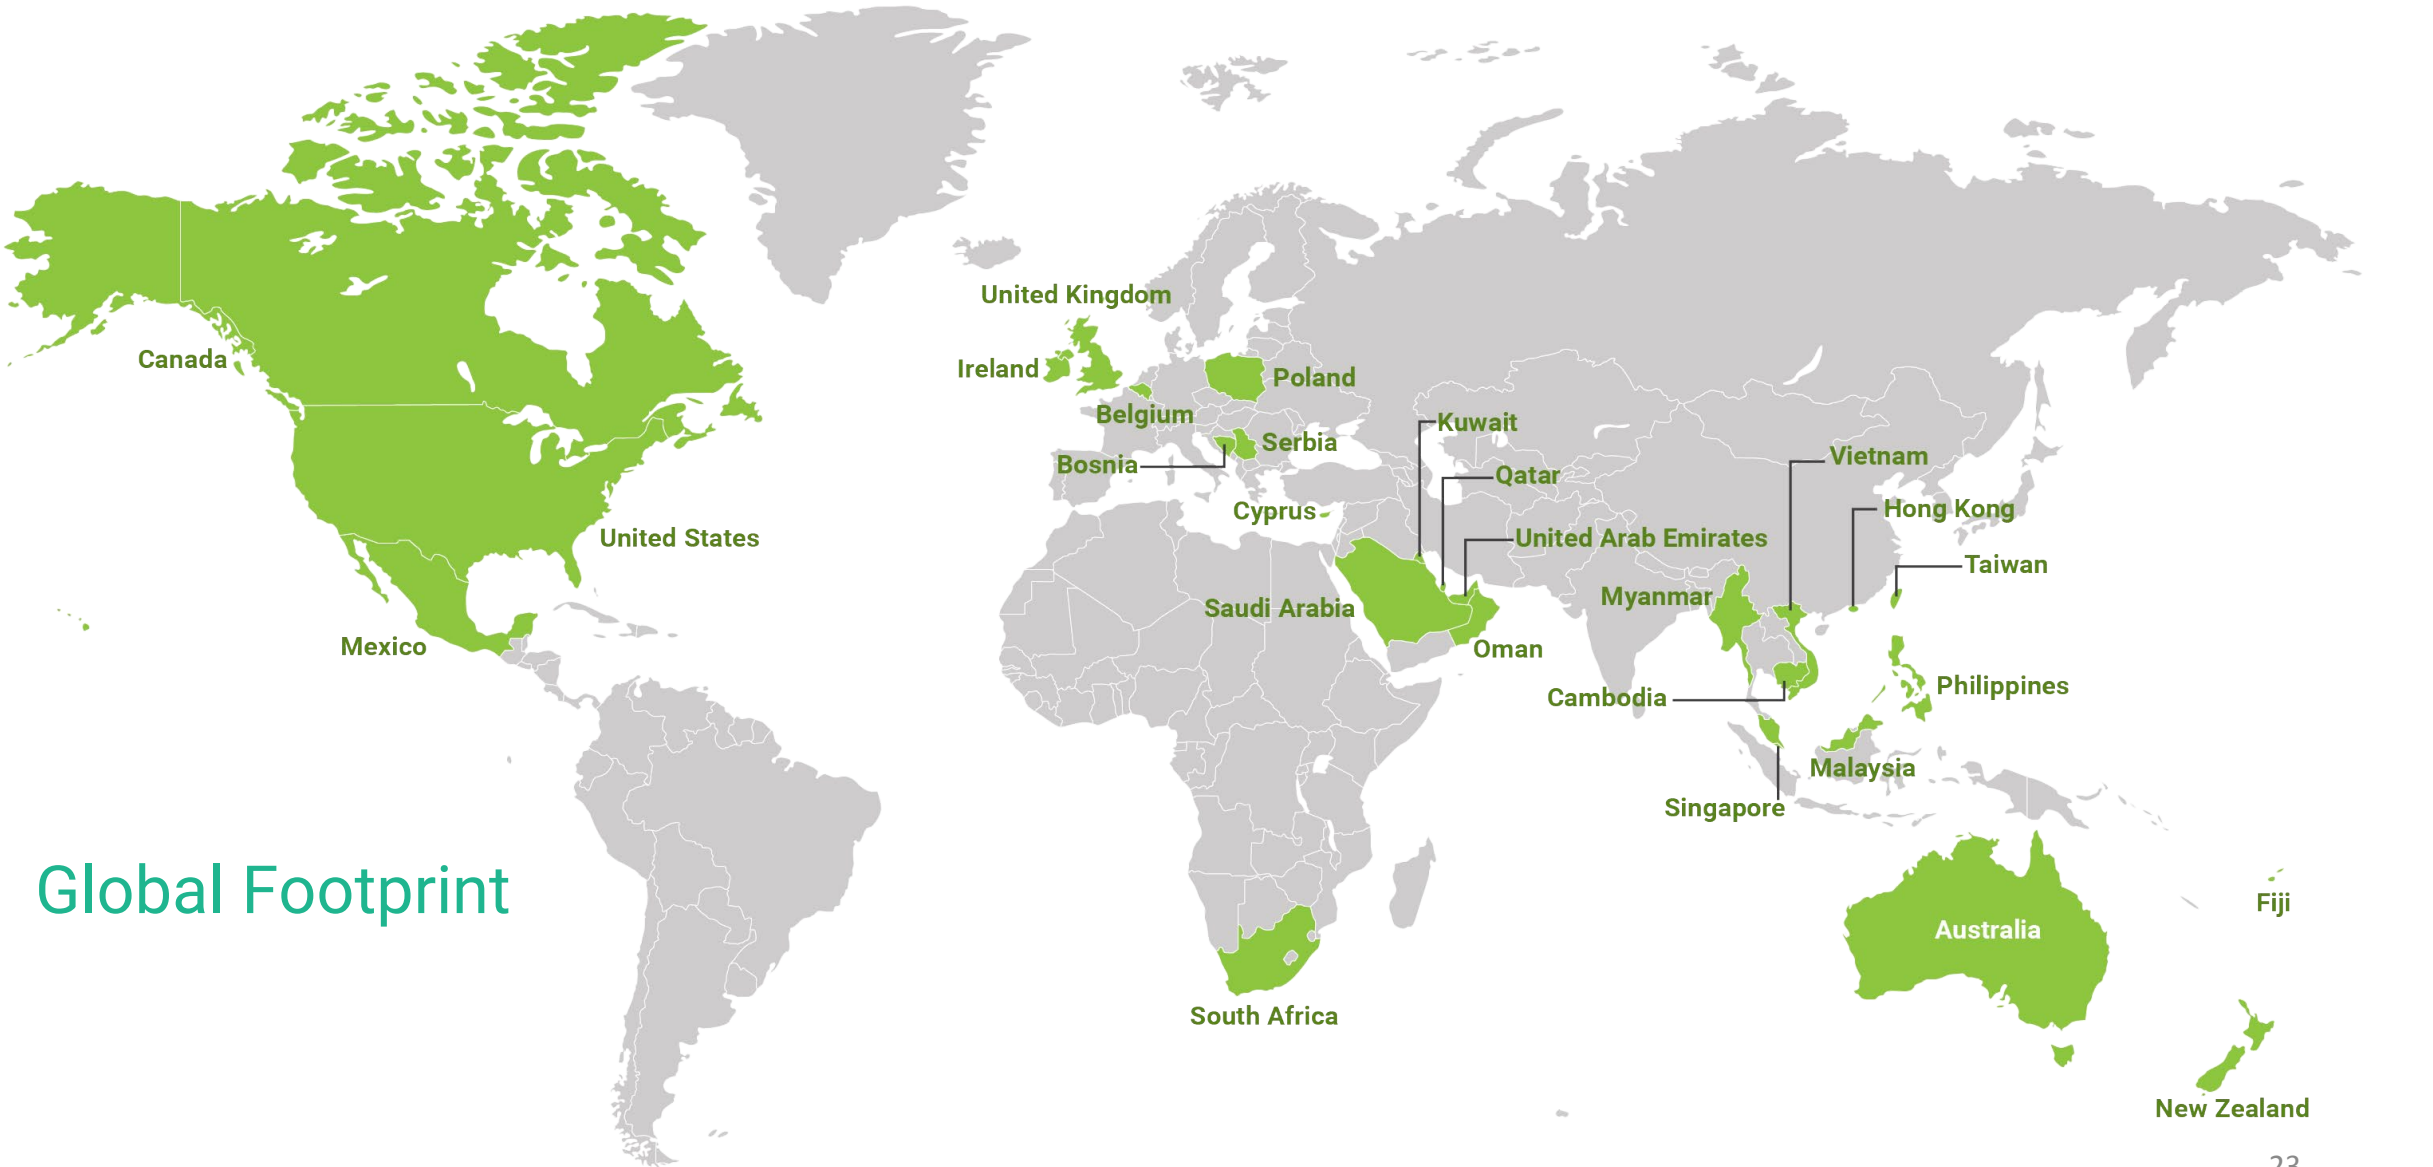 United Kingdom
Canada
Ireland
Poland
Belgium
Kuwait
Serbia
Vietnam
Bosnia
Qatar
Cyprus
Hong Kong
United States
United Arab Emirates
Taiwan
Myanmar
Saudi Arabia
Mexico
Oman
Philippines
Cambodia
Malaysia
Singapore
Global Footprint
Fiji
Australia
South Africa
New Zealand
23